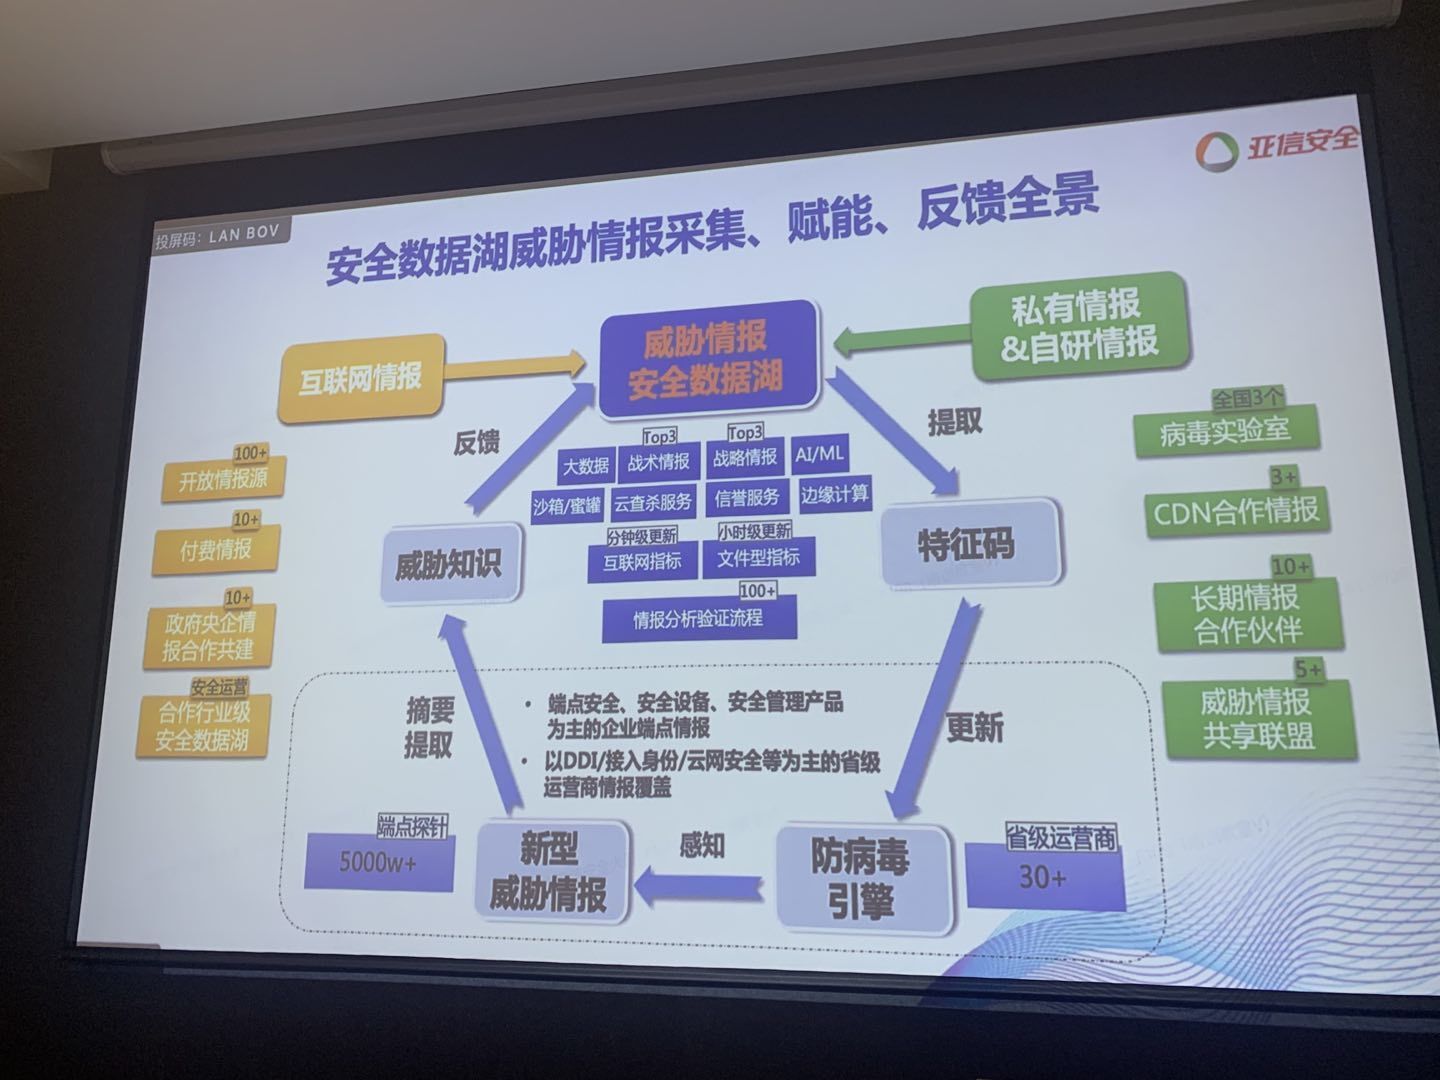 亚信安全
投屏码：LAN BOV
安全数据湖威胁情报采集、赋能、反馈全景
互联网情报
威胁情报
安全数据湖
私有情报
&自研情报
反馈
提取
100+
开放情报源
10+
付费情报
10+
政府央企情
报合作共建
安全运营
合作行业级
安全数据湖
Top3
Top3
大数据
战术情报
战略情报
AI/ML
沙箱/蜜罐
云查杀服务
信誉服务
边缘计算
分钟级更新
小时级更新
互联网指标
文件型指标
100+
情报分析验证流程
威胁知识
特征码
全国3个
病毒实验室
3+
CDN合作情报
10+
长期情报
合作伙伴
5+
威胁情报
共享联盟
摘要
提取
• 端点安全、安全设备、安全管理产品
为主的企业端点情报
• 以DDI/接入身份/云网安全等为主的省级
运营商情报覆盖
更新
端点探针
5000w+
新型
威胁情报
感知
防病毒
引擎
省级运营商
30+